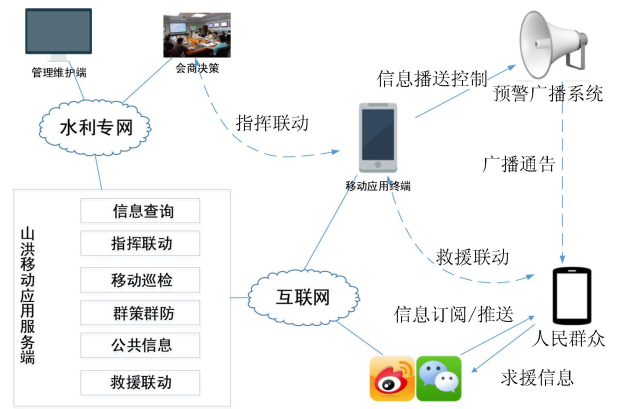 管理维护端
会商决策
信息播送控制
预警广播系统
水利专网
指挥联动
移动应用终端
广播通告
山洪移动应用服务端
信息查询
指挥联动
移动巡检
群策群防
公共信息
救援联动
救援联动
互联网
信息订阅/推送
人民群众
求援信息